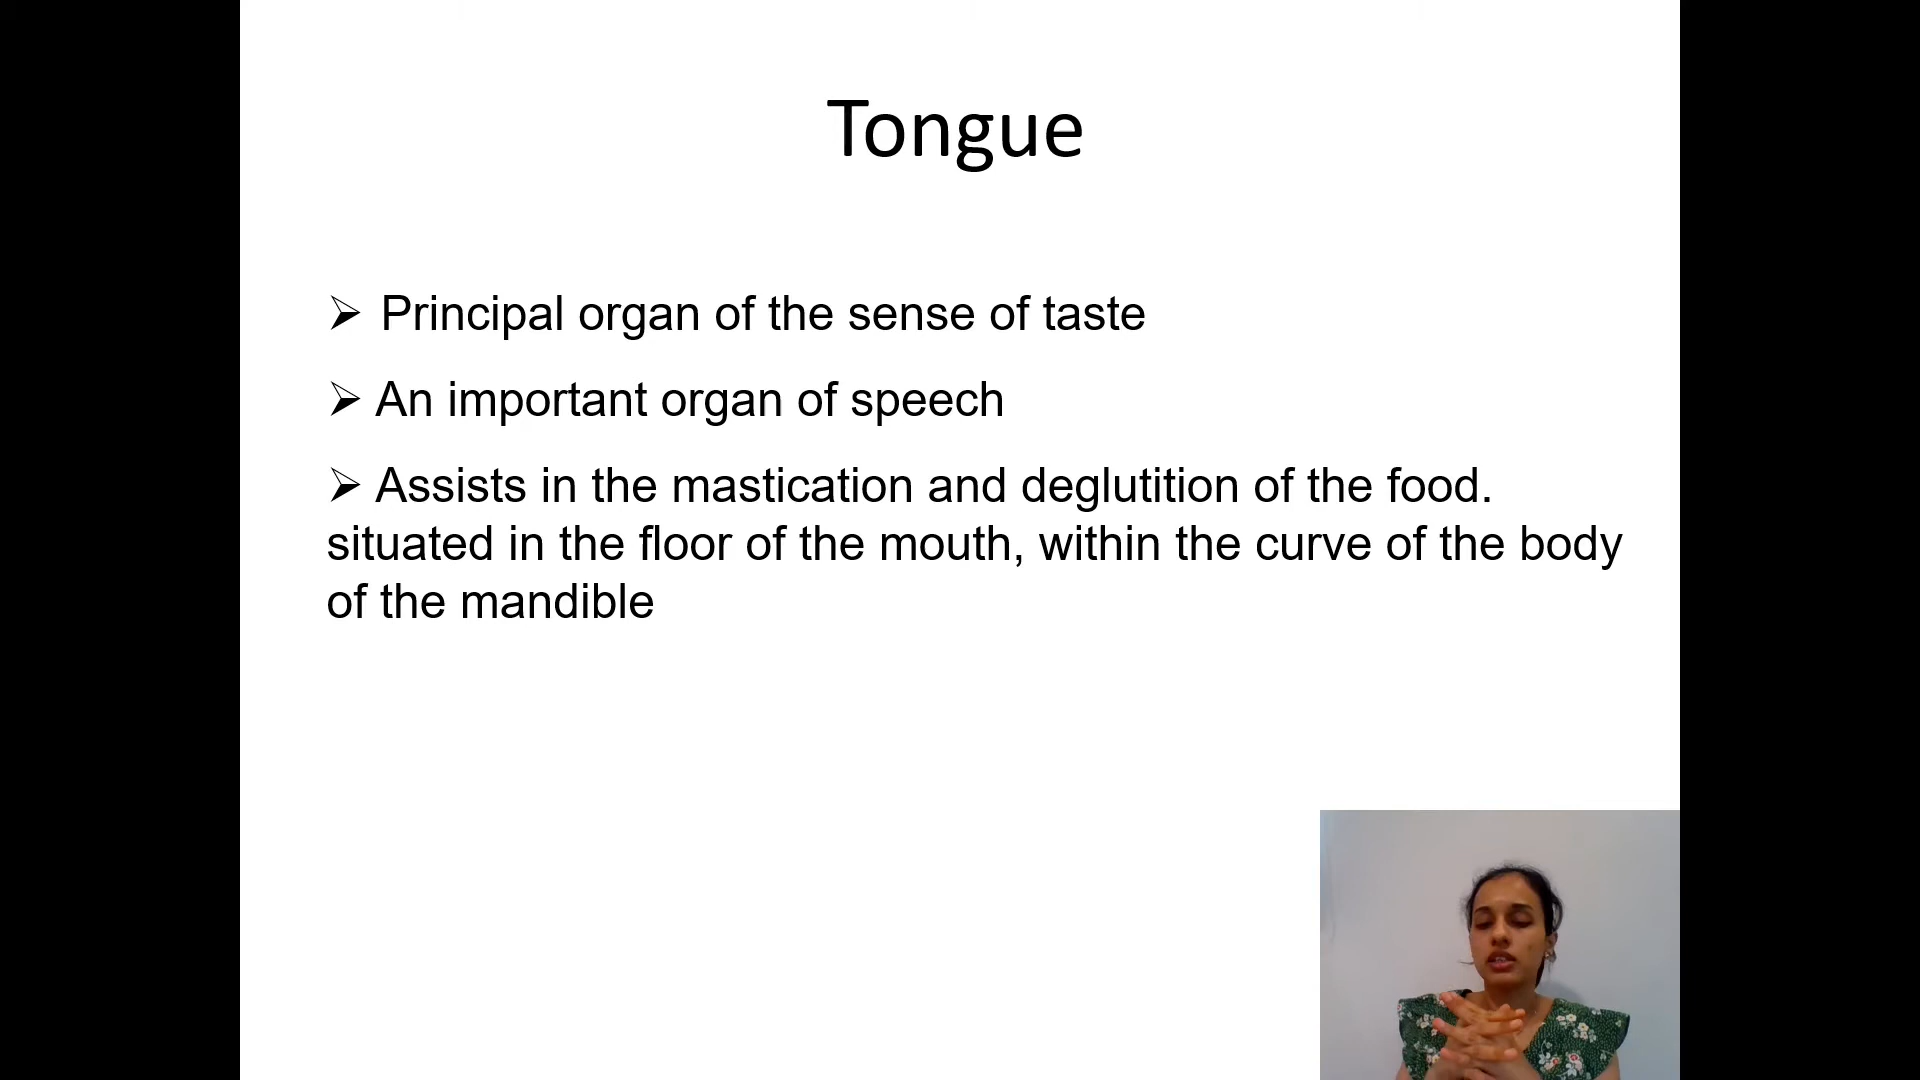 Tongue
➢ Principal organ of the sense of taste
➢ An important organ of speech
➢ Assists in the mastication and deglutition of the food.
situated in the floor of the mouth, within the curve of the body
of the mandible